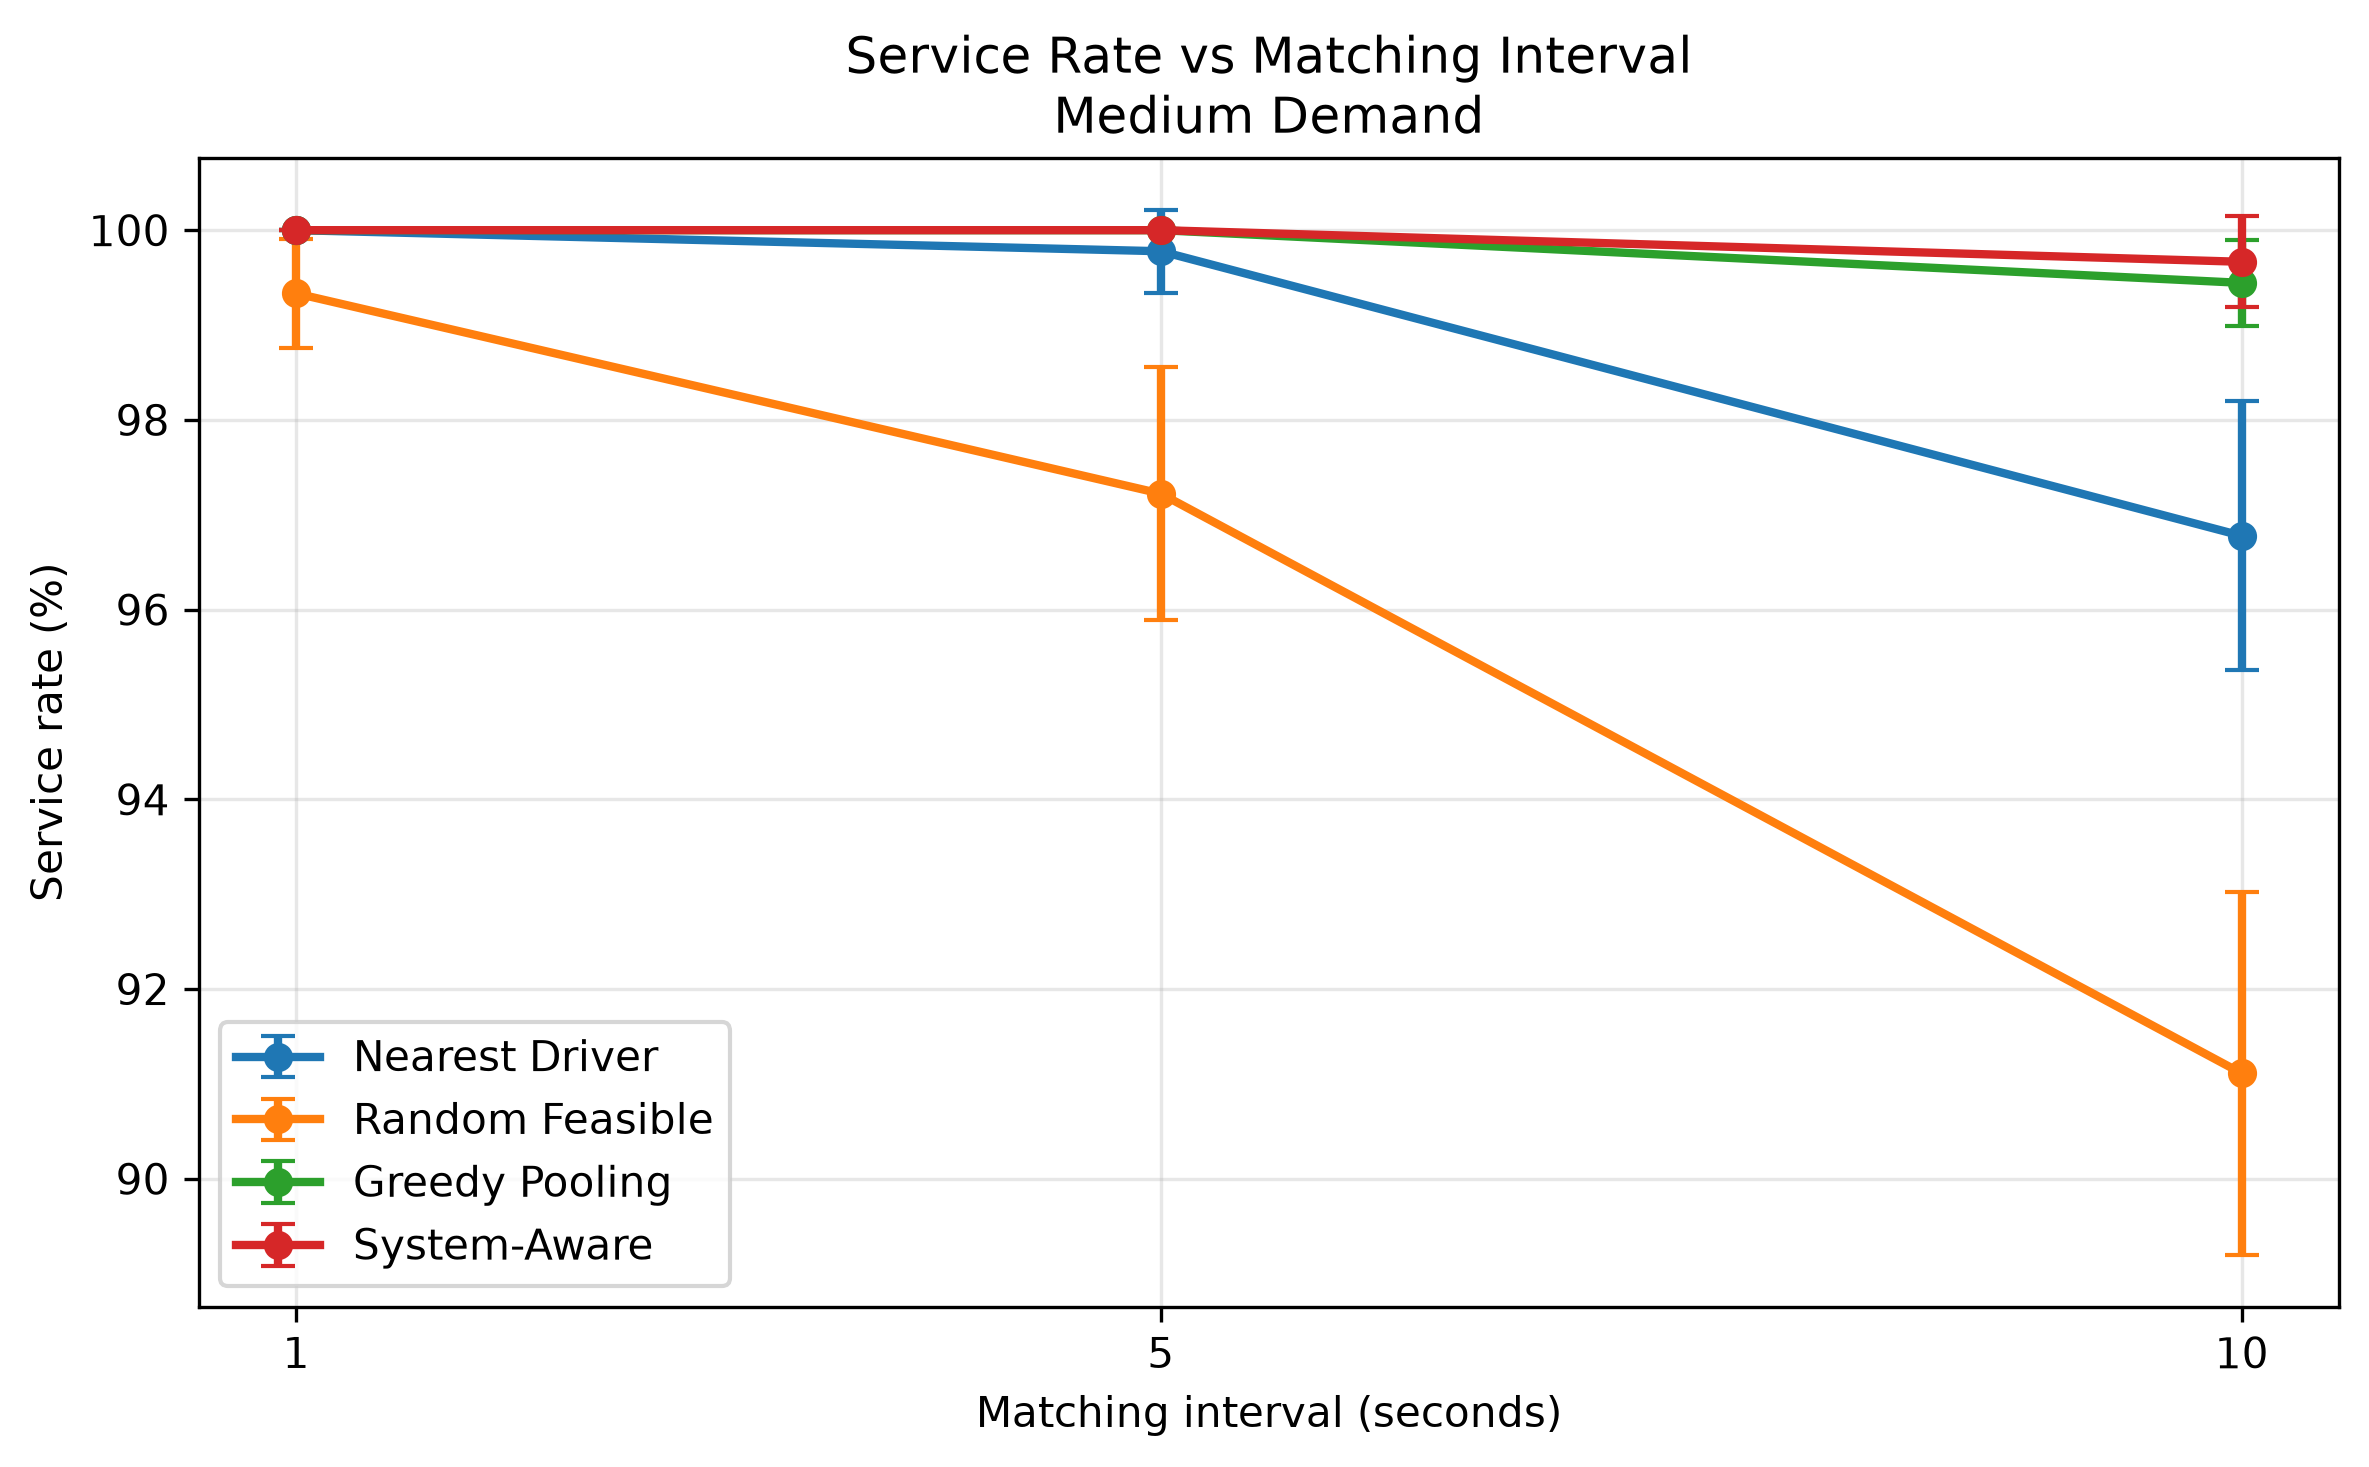 Service Rate vs Matching Interval
Medium Demand
Service rate (%)
100
98
96
94
92
90
Nearest Driver
Random Feasible
Greedy Pooling
System-Aware
1 5 10
Matching interval (seconds)